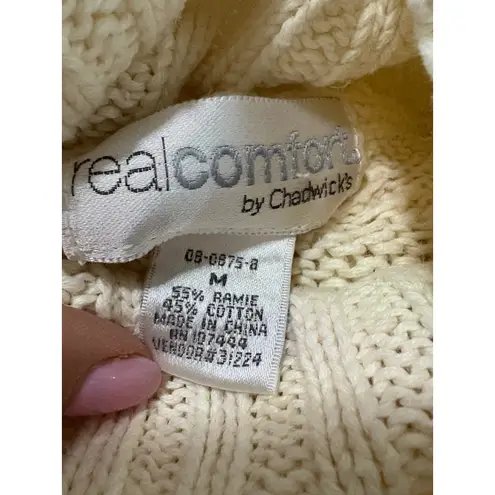 realcomfort
by Chadwick's
08-0875-8
M
55% RAMIE
45% COTTON
MADE IN CHINA
RN 107444
VENDOR#31224